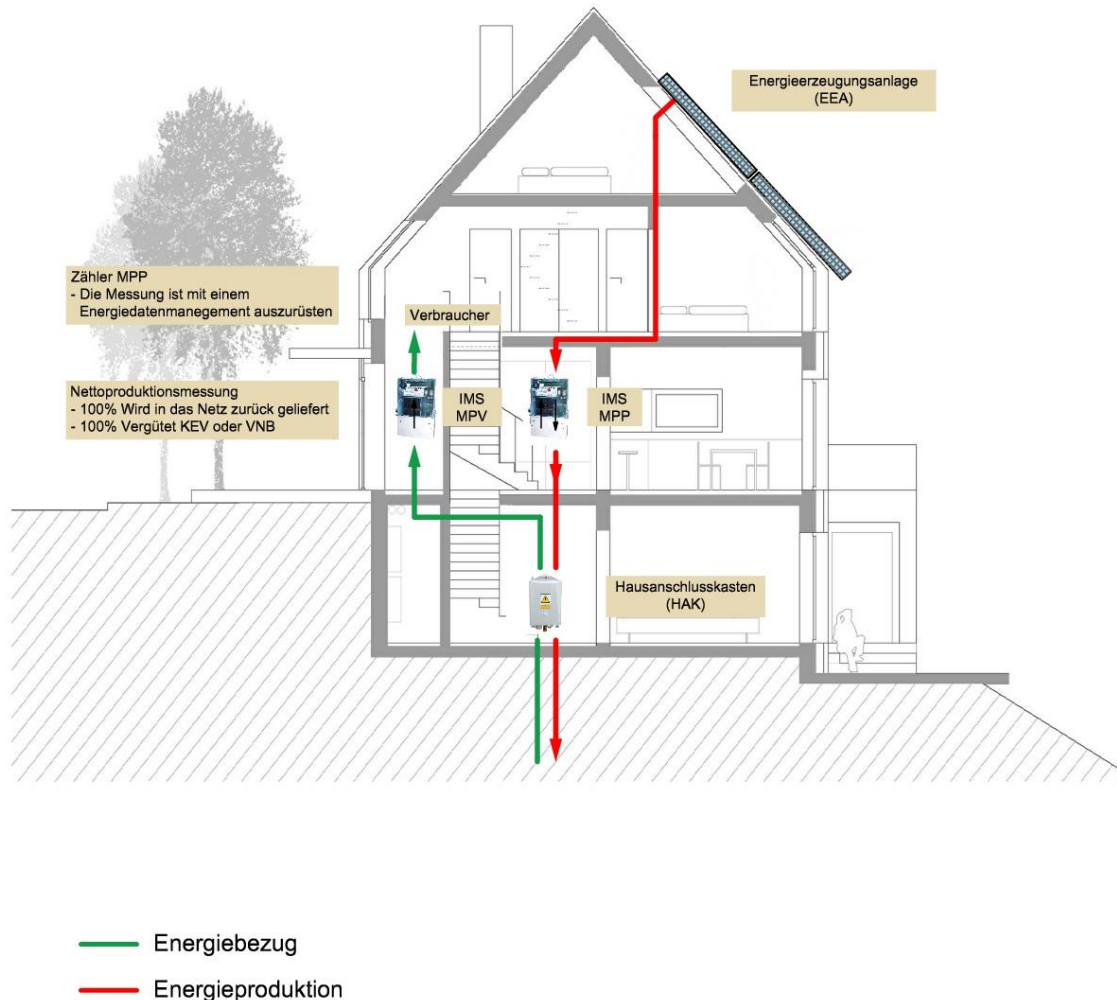 Energieerzeugungsanlage
(EEA)
Zähler MPP
- Die Messung ist mit einem
Energiedatenmanegement auszurüsten
Verbraucher
Nettoproduktionsmessung
- 100% Wird in das Netz zurück geliefert
- 100% Vergütet KEV oder VNB
IMS
MPV
IMS
MPP
Hausanschlusskasten
(HAK)
Energiebezug
Energieproduktion